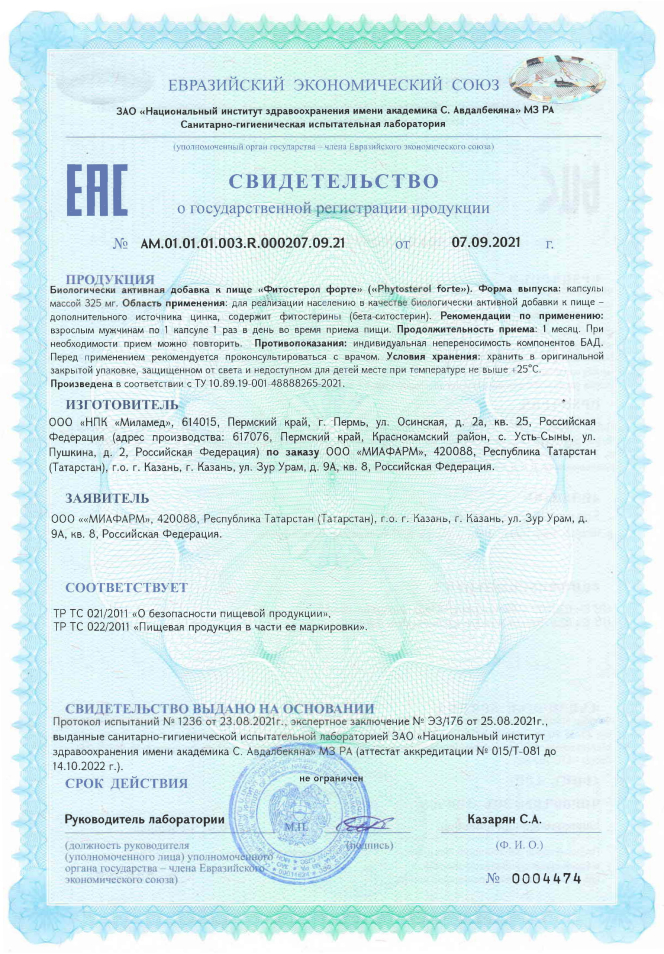 ЕВРАЗИЙСКИЙ ЭКОНОМИЧЕСКИЙ СОЮЗ
ЗАО «Национальный институт здравоохранения имени академика С. Авдалбекяна» МЗ РА
Санитарно-гигиеническая испытательная лаборатория
(уполномоченный орган государства – члена Евразийского экономического союза)
ЕАС
СВИДЕТЕЛЬСТВО
о государственной регистрации продукции
№ AM.01.01.01.003.R.000207.09.21 от 07.09.2021 г.
ПРОДУКЦИЯ
Биологически активная добавка к пище «Фитостерол форте» («Phytosterol forte»). Форма выпуска: капсулы
массой 325 мг. Область применения: для реализации населению в качестве биологически активной добавки к пище –
дополнительного источника цинка, содержит фитостерины (бета-ситостерин). Рекомендации по применению:
взрослым мужчинам по 1 капсуле 1 раз в день во время приема пищи. Продолжительность приема: 1 месяц. При
необходимости прием можно повторить. Противопоказания: индивидуальная непереносимость компонентов БАД.
Перед применением рекомендуется проконсультироваться с врачом. Условия хранения: хранить в оригинальной
закрытой упаковке, защищенном от света и недоступном для детей месте при температуре не выше +25°С.
Произведена в соответствии с ТУ 10.89.19-001-48888265-2021.
ИЗГОТОВИТЕЛЬ
ООО «НПК «Миламед», 614015, Пермский край, г. Пермь, ул. Осинская, д. 2а, кв. 25, Российская
Федерация (адрес производства: 617076, Пермский край, Краснокамский район, с. Усть-Сыны, ул.
Пушкина, д. 2, Российская Федерация) по заказу ООО «МИАФАРМ», 420088, Республика Татарстан
(Татарстан), г.о. г. Казань, г. Казань, ул. Зур Урам, д. 9А, кв. 8, Российская Федерация.
ЗАЯВИТЕЛЬ
ООО ««МИАФАРМ», 420088, Республика Татарстан (Татарстан), г.о. г. Казань, г. Казань, ул. Зур Урам, д.
9А, кв. 8, Российская Федерация.
СООТВЕТСТВУЕТ
ТР ТС 021/2011 «О безопасности пищевой продукции»,
ТР ТС 022/2011 «Пищевая продукция в части ее маркировки».
СВИДЕТЕЛЬСТВО ВЫДАНО НА ОСНОВАНИИ
Протокол испытаний № 1236 от 23.08.2021г., экспертное заключение № ЭЗ/176 от 25.08.2021г.,
выданные санитарно-гигиенической испытательной лабораторией ЗАО «Национальный институт
здравоохранения имени академика С. Авдалбекяна» МЗ РА (аттестат аккредитации № 015/Т-081 до
14.10.2022 г.).
СРОК ДЕЙСТВИЯ
не ограничен
Руководитель лаборатории
М.П.
Казарян С.А.
(должность руководителя
(уполномоченного лица) уполномоченного
органа государства – члена Евразийского
экономического союза)
(подпись)
(Ф. И. О.)
№ 0004474